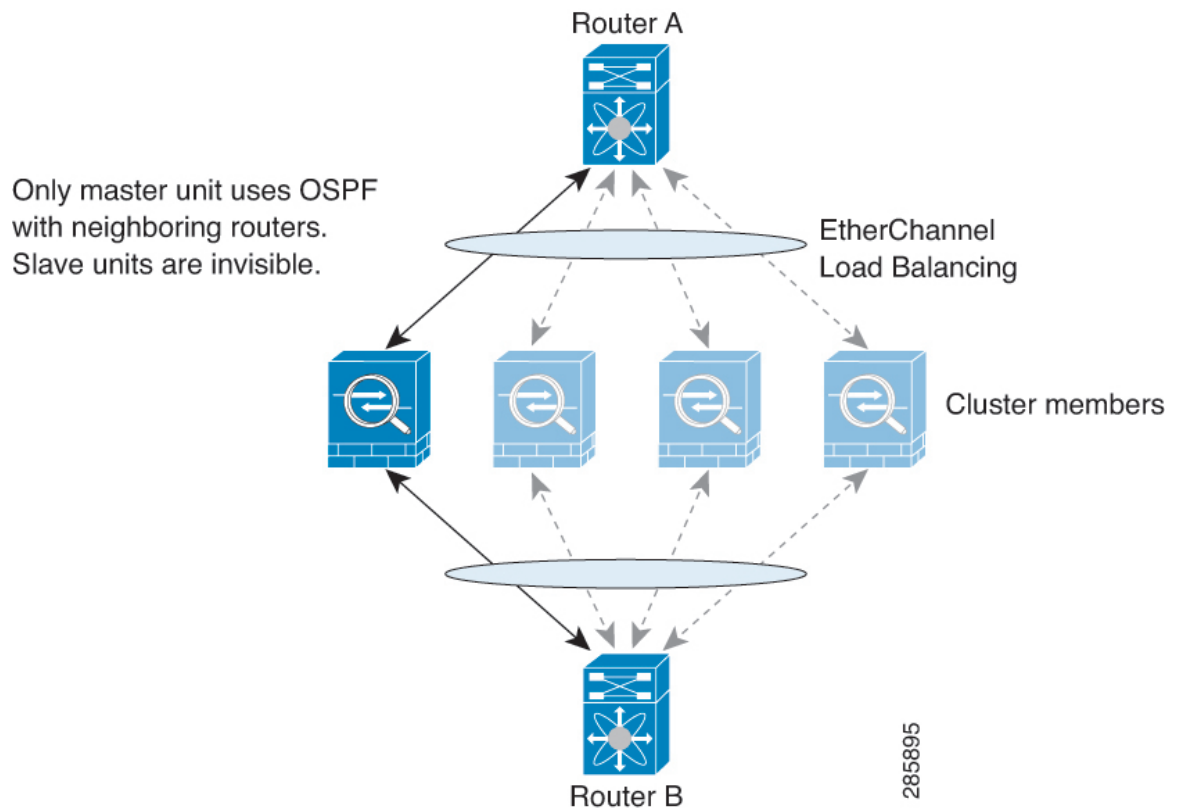 Router A
Only master unit uses OSPF
with neighboring routers.
Slave units are invisible.
EtherChannel
Load Balancing
Cluster members
285895
Router B